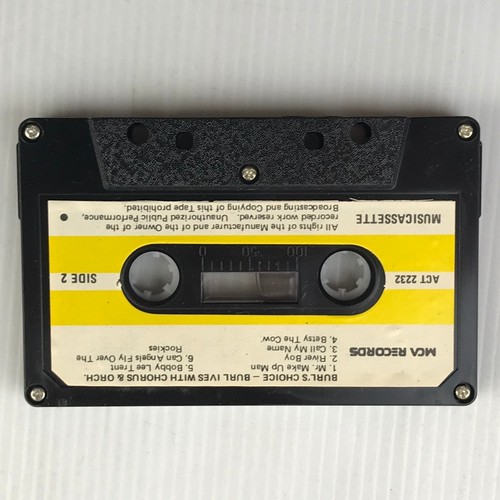 BURL'S CHOICE – BURL IVES WITH CHORUS & ORCH.
MCA RECORDS
1. Mr. Make Up Man
2. River Boy
3. Call My Name
4. Betsy The Cow
5. Bobby Lee Trent
6. Can Angels Fly Over The
Rockies
ACT 2232
SIDE 2
100 50 0
MUSICASSETTE
All rights of the Manufacturer and of the Owner of the
recorded work reserved. Unauthorized Public Performance,
Broadcasting and Copying of this Tape prohibited.